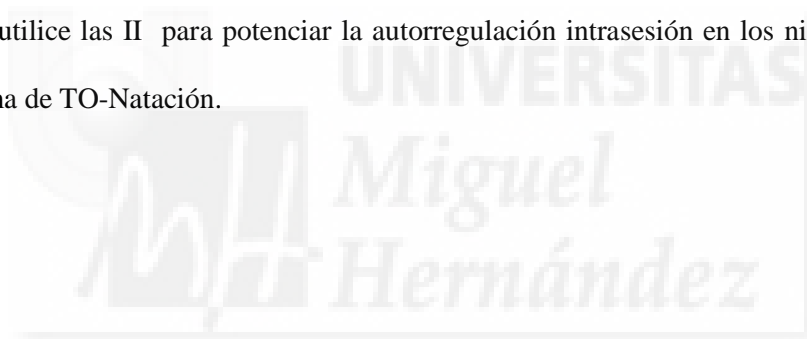 utilice las II para potenciar la autorregulación intrasesión en los ni
na de TO-Natación.
UNIVERSITAS
Miguel
Hernández